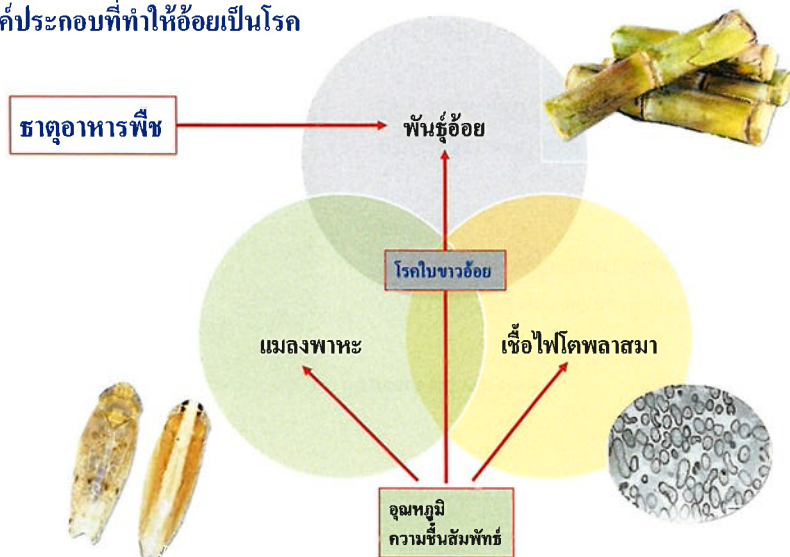 ค์ประกอบที่ทำให้อ้อยเป็นโรค
ธาตุอาหารพืช
พันธุ์อ้อย
โรคใบขาวอ้อย
แมลงพาหะ
เชื้อไฟโตพลาสมา
อุณหภูมิ
ความชื้นสัมพัทธ์